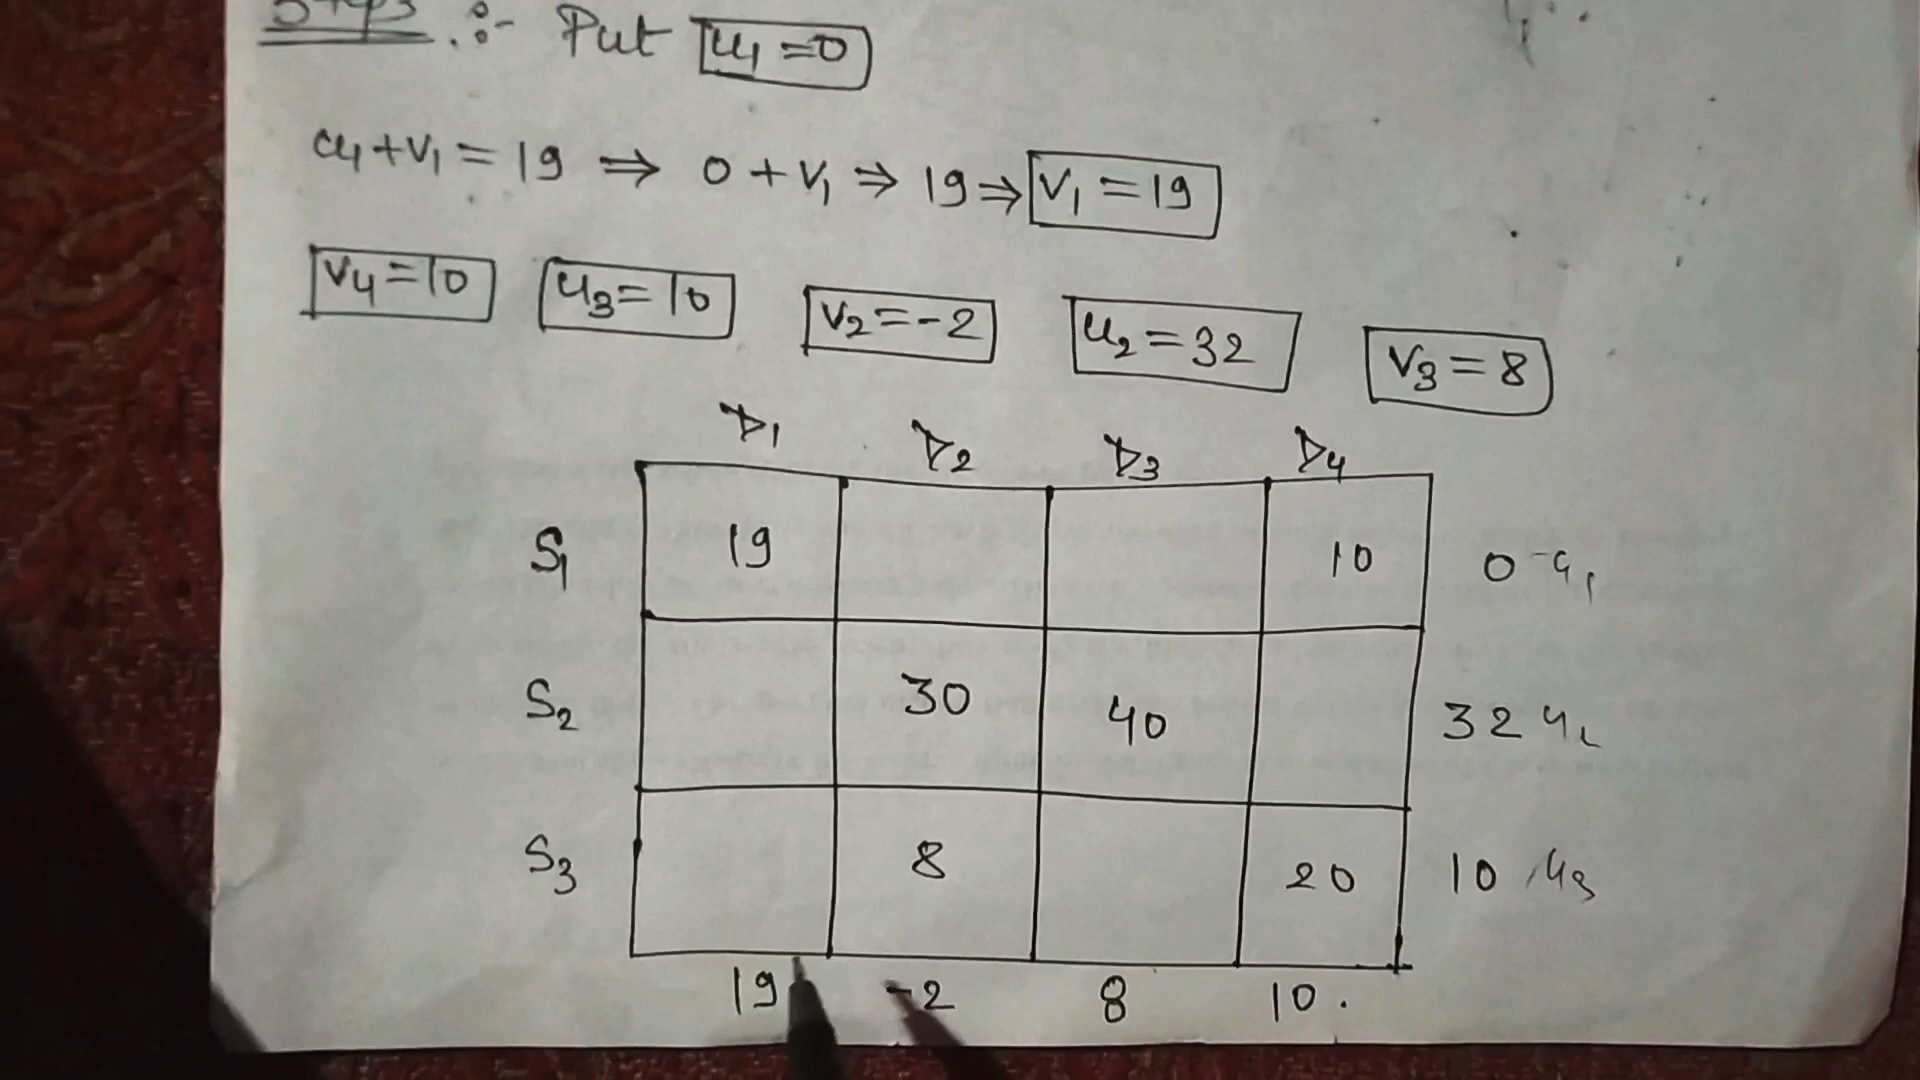 Step3 :- Put u1 = 0
u1 + v1 = 19 ⇒ 0 + v1 ⇒ 19 ⇒ v1 = 19
v4 = 10 u3 = 10 v2 = -2 u2 = 32 v3 = 8
D1 D2 D3 D4
S1 19 10 0 - u1
S2 30 40 32 u2
S3 8 20 10 u3
19 -2 8 10 .